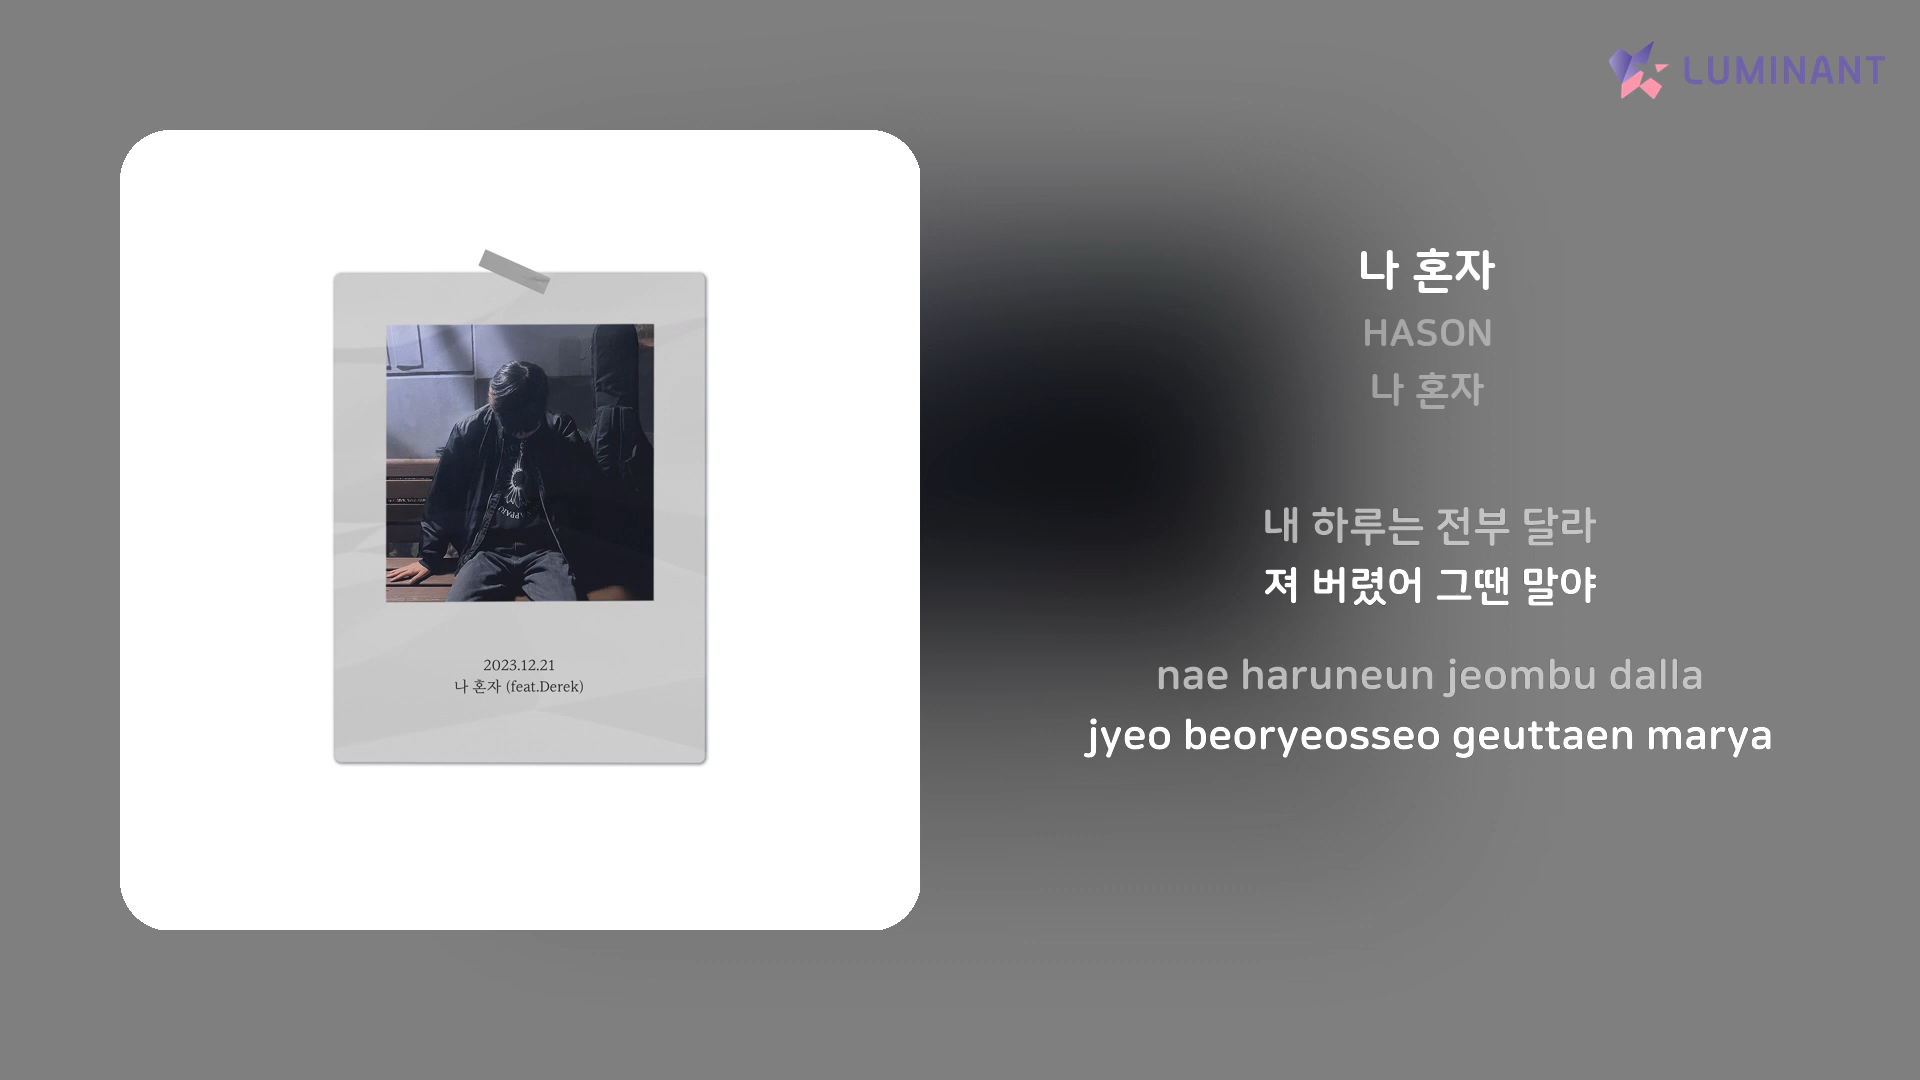 LUMINANT
2023.12.21
나 혼자 (feat.Derek)
나 혼자
HASON
나 혼자
내 하루는 전부 달라
져 버렸어 그땐 말야
nae haruneun jeombu dalla
jyeo beoryeosseo geuttaen marya